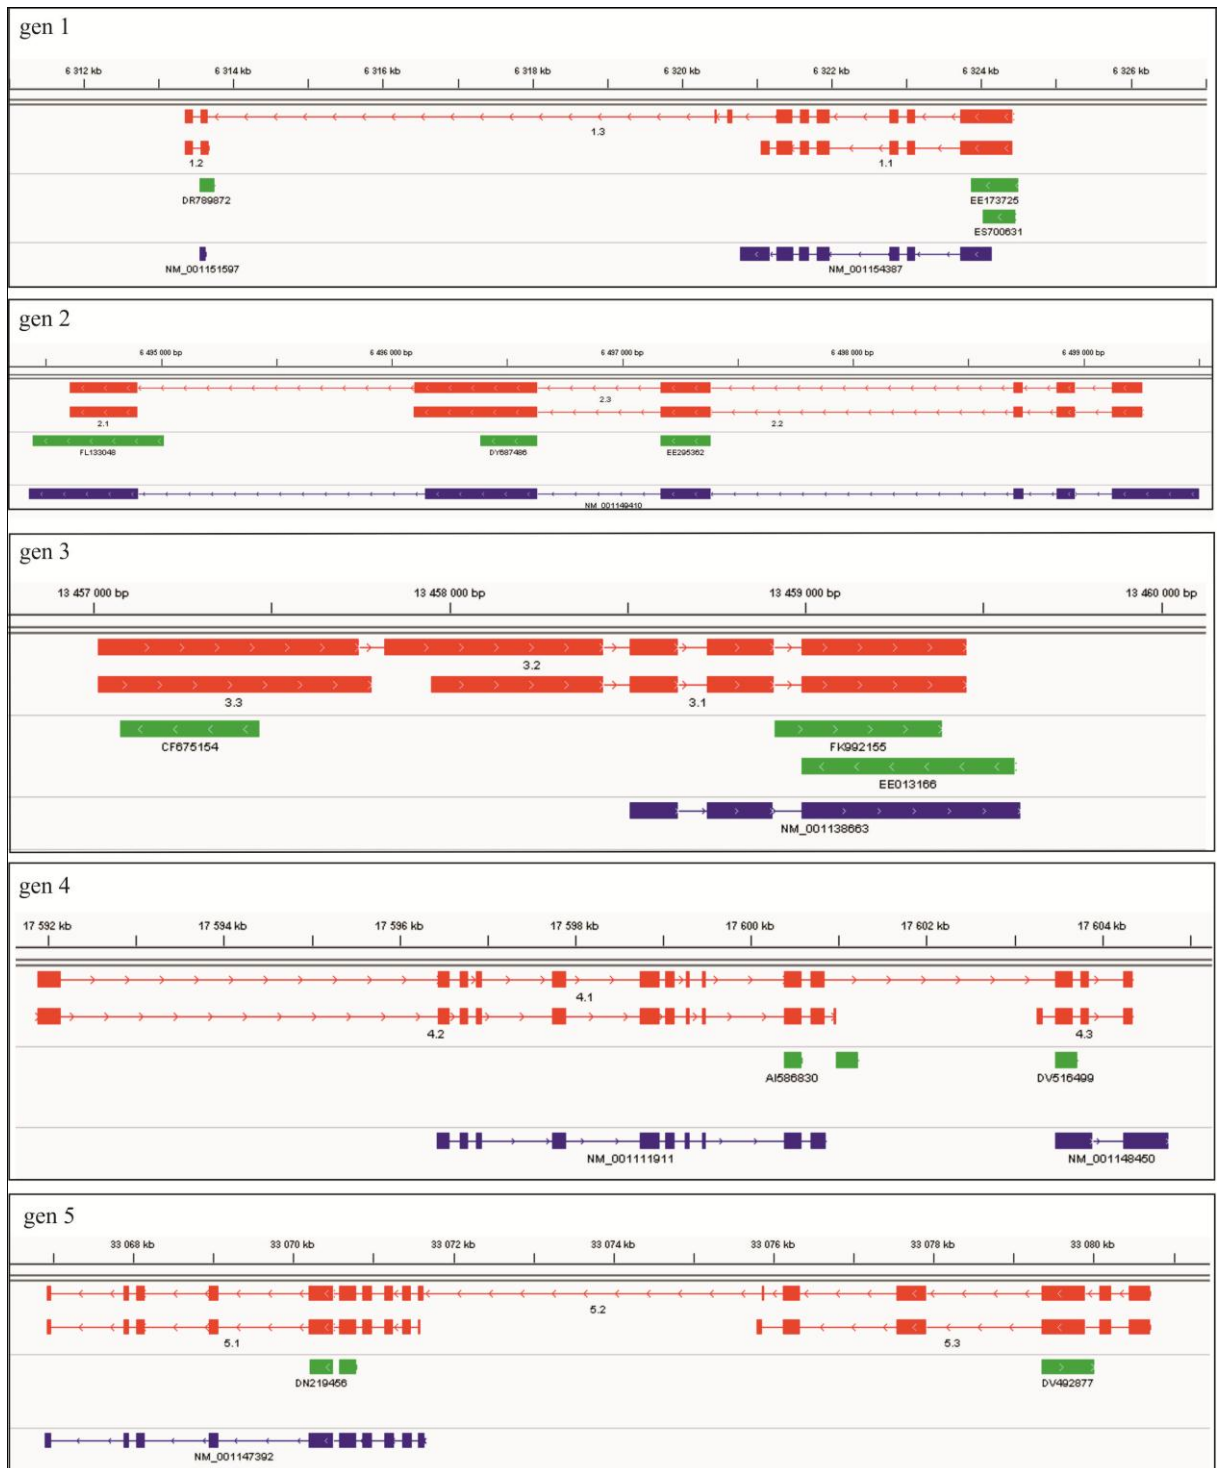 gen 1
6 312 kb 6 314 kb 6 316 kb 6 318 kb 6 320 kb 6 322 kb 6 324 kb 6 326 kb
1.3
1.2 1.1
DR789872 EE173725
ES700631
NM_001151597 NM_001154387
gen 2
6 495 000 bp 6 496 000 bp 6 497 000 bp 6 498 000 bp 6 499 000 bp
2.3
2.1 2.2
FL133048 DY687486 EE295362
NM_001149410
gen 3
13 457 000 bp 13 458 000 bp 13 459 000 bp 13 460 000 bp
3.2
3.3 3.1
CF675154 FK992155
EE013166
NM_001138663
gen 4
17 592 kb 17 594 kb 17 596 kb 17 598 kb 17 600 kb 17 602 kb 17 604 kb
4.1
4.2 4.3
AI586830 DV516499
NM_001111911 NM_001148450
gen 5
33 068 kb 33 070 kb 33 072 kb 33 074 kb 33 076 kb 33 078 kb 33 080 kb
5.2
5.1 5.3
DN219456 DV492877
NM_001147392